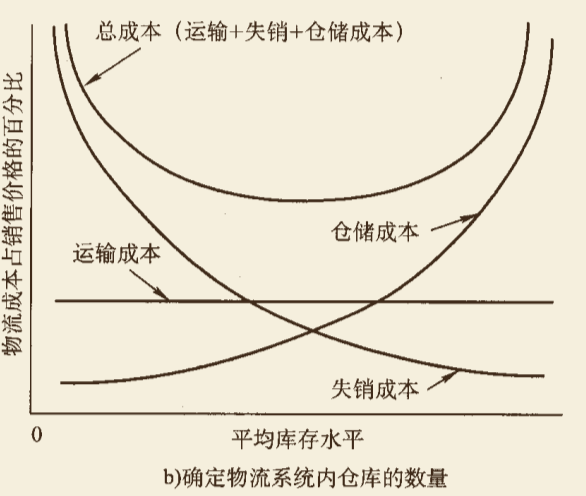 总成本（运输+失销+仓储成本）
物流成本占销售价格的百分比
仓储成本
运输成本
失销成本
0
平均库存水平
b)确定物流系统内仓库的数量